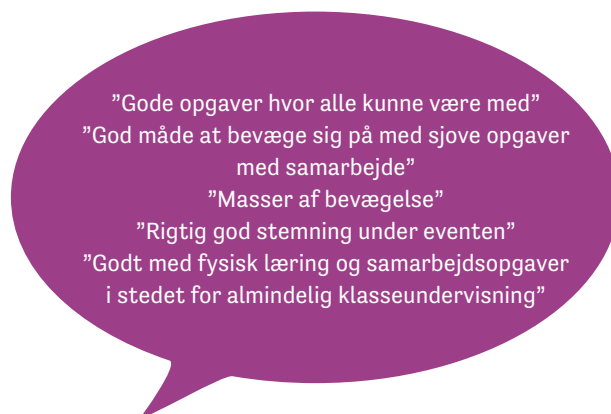 ”Gode opgaver hvor alle kunne være med”
”God måde at bevæge sig på med sjove opgaver
med samarbejde”
”Masser af bevægelse”
”Rigtig god stemning under eventen”
”Godt med fysisk læring og samarbejdsopgaver
i stedet for almindelig klasseundervisning”